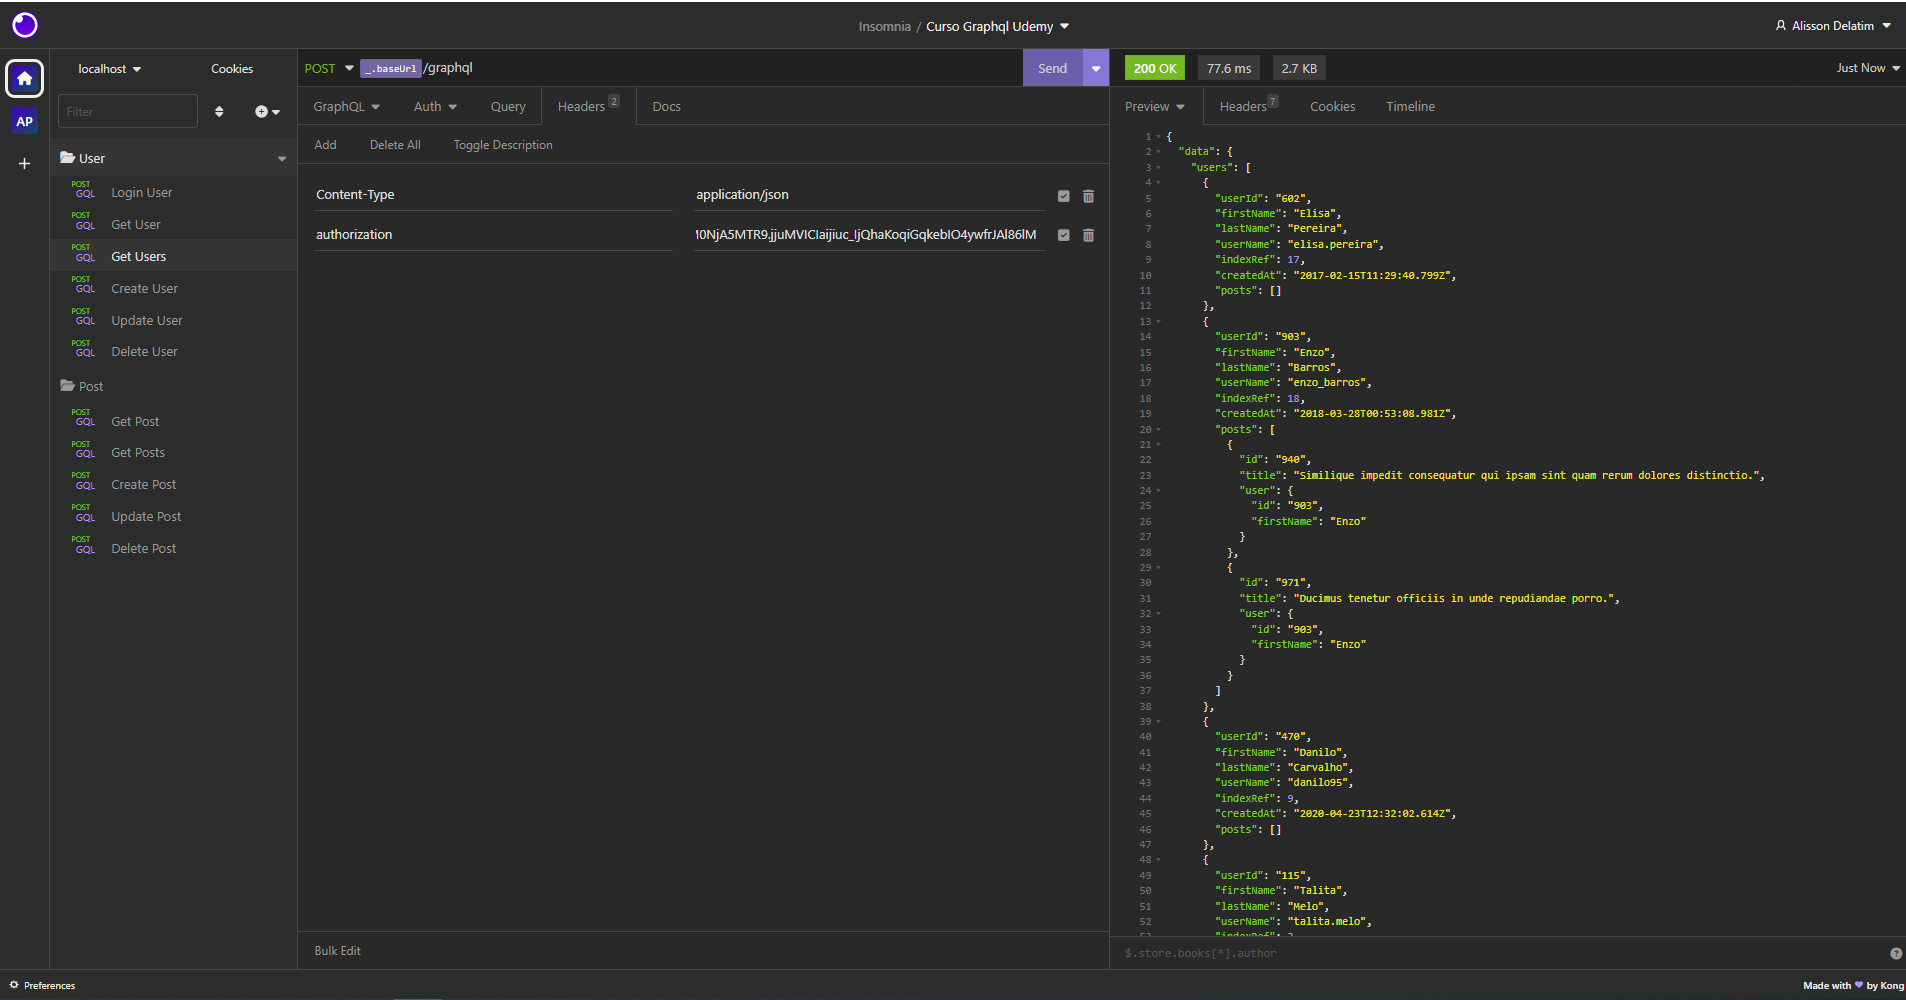 Insomnia / Curso Graphql Udemy
Alisson Delatim
AP
localhost
Cookies
Filter
User
POST GQL Login User
POST GQL Get User
POST GQL Get Users
POST GQL Create User
POST GQL Update User
POST GQL Delete User
Post
POST GQL Get Post
POST GQL Get Posts
POST GQL Create Post
POST GQL Update Post
POST GQL Delete Post
POST _.baseUrl /graphql Send
GraphQL Auth Query Headers 2 Docs
Add Delete All Toggle Description
Content-Type application/json
authorization
Bulk Edit
200 OK 77.6 ms 2.7 KB Just Now
Preview Headers 7 Cookies Timeline
1 {
2 "data": {
3 "users": [
4 {
5 "userId": "602",
6 "firstName": "Elisa",
7 "lastName": "Pereira",
8 "userName": "elisa.pereira",
9 "indexRef": 17,
10 "createdAt": "2017-02-15T11:29:40.799Z",
11 "posts": []
12 },
13 {
14 "userId": "903",
15 "firstName": "Enzo",
16 "lastName": "Barros",
17 "userName": "enzo_barros",
18 "indexRef": 18,
19 "createdAt": "2018-03-28T00:53:08.981Z",
20 "posts": [
21 {
22 "id": "940",
23 "title": "Similique impedit consequatur qui ipsam sint quam rerum dolores distinctio.",
24 "user": {
25 "id": "903",
26 "firstName": "Enzo"
27 }
28 },
29 {
30 "id": "971",
31 "title": "Ducimus tenetur officiis in unde repudiandae porro.",
32 "user": {
33 "id": "903",
34 "firstName": "Enzo"
35 }
36 }
37 ]
38 },
39 {
40 "userId": "470",
41 "firstName": "Danilo",
42 "lastName": "Carvalho",
43 "userName": "danilo95",
44 "indexRef": 9,
45 "createdAt": "2020-04-23T12:32:02.614Z",
46 "posts": []
47 },
48 {
49 "userId": "115",
50 "firstName": "Talita",
51 "lastName": "Melo",
52 "userName": "talita.melo",
$.store.books[*].author
Preferences
Made with by Kong